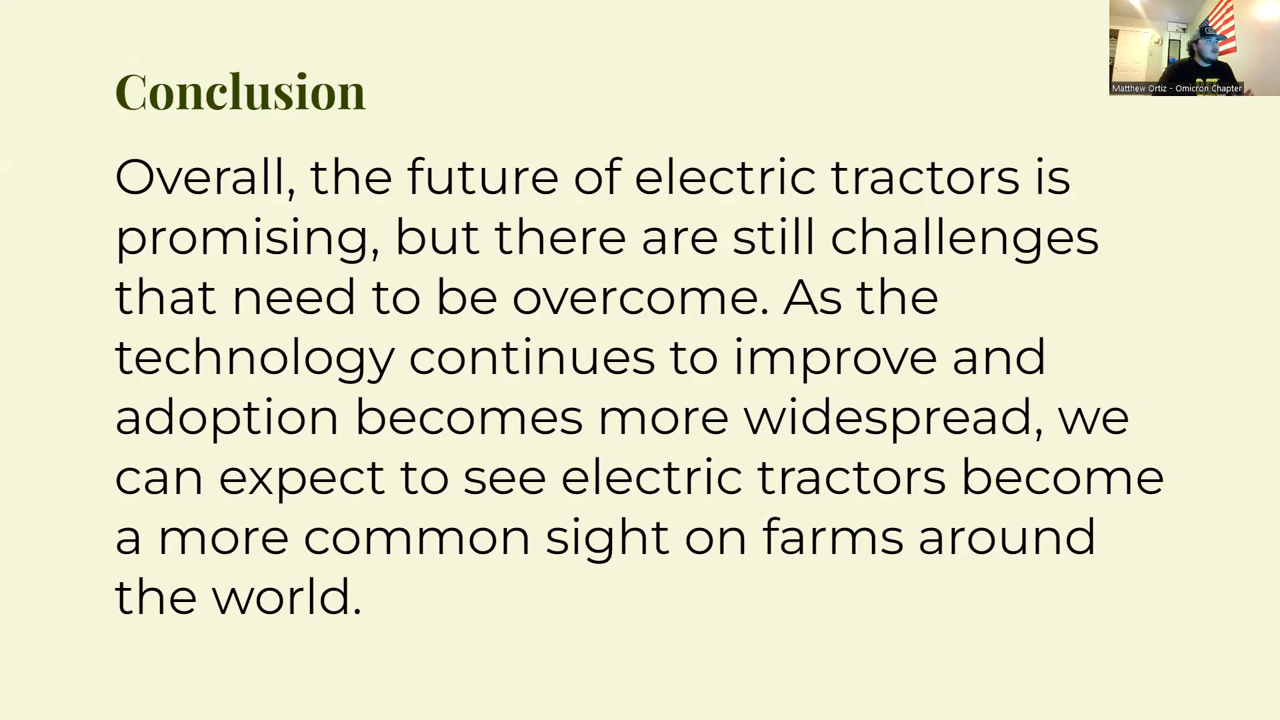 Conclusion
Overall, the future of electric tractors is
promising, but there are still challenges
that need to be overcome. As the
technology continues to improve and
adoption becomes more widespread, we
can expect to see electric tractors become
a more common sight on farms around
the world.
Matthew Ortiz - Omicron Chapter